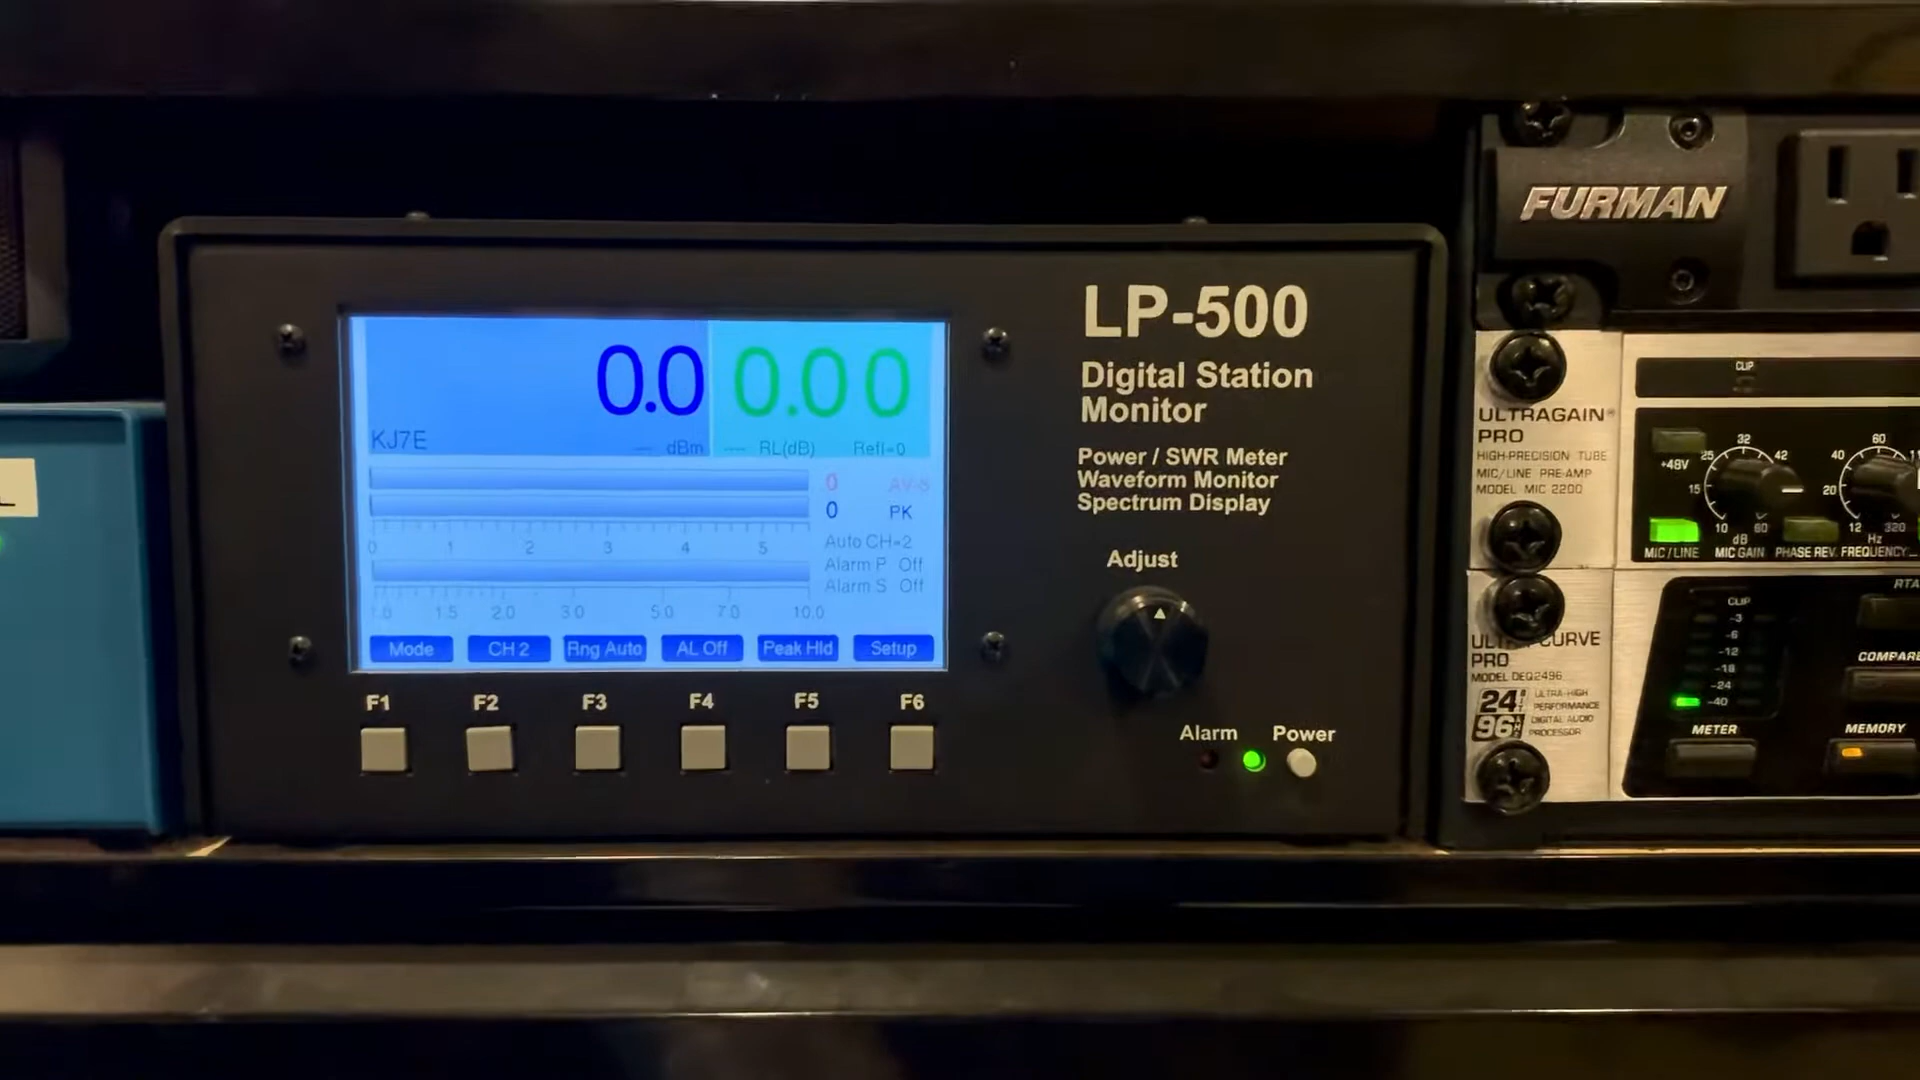 0.0 0.00
KJ7E --- dBm --- RL(dB) Refl=0
0 AV-S
0 PK
0 1 2 3 4 5
Auto CH=2
Alarm P Off
Alarm S Off
1.0 1.5 2.0 3.0 5.0 7.0 10.0
Mode CH 2 Rng Auto AL Off Peak Hld Setup
F1 F2 F3 F4 F5 F6
LP-500
Digital Station
Monitor
Power / SWR Meter
Waveform Monitor
Spectrum Display
Adjust
Alarm Power
FURMAN
CLIP
ULTRAGAIN®
PRO
HIGH-PRECISION TUBE
MIC/LINE PRE-AMP
MODEL MIC 2200
+48V
32
25 42
15
10 60
dB
60
40
20
12 320
Hz
MIC/LINE MIC GAIN PHASE REV. FREQUENCY
PRO
MODEL DEQ2496
24
96
ULTRA-HIGH
PERFORMANCE
DIGITAL AUDIO
PROCESSOR
CLIP
-3
-6
-12
-18
-24
-40
METER
RTA
COMPARE
MEMORY